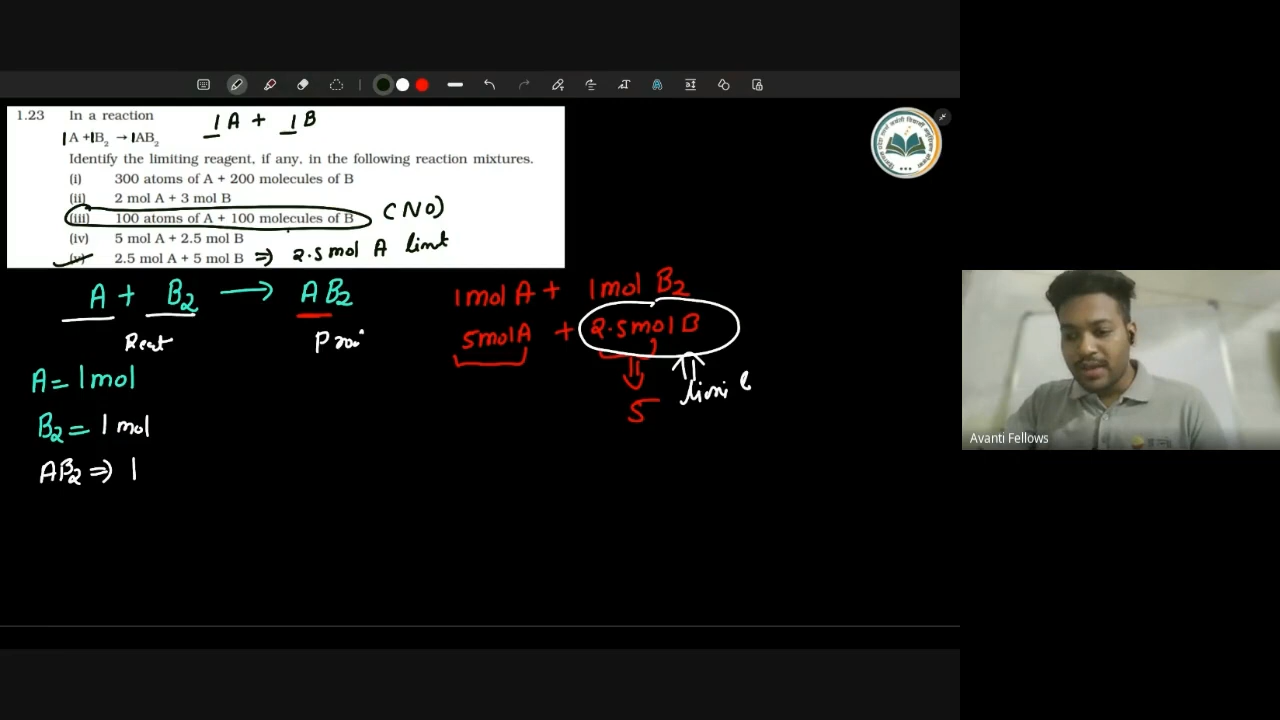 1.23 In a reaction
1A + 1B
1A +1B₂ → 1AB₂
Identify the limiting reagent, if any, in the following reaction mixtures.
(i) 300 atoms of A + 200 molecules of B
(ii) 2 mol A + 3 mol B
(iii) 100 atoms of A + 100 molecules of B (NO)
(iv) 5 mol A + 2.5 mol B
(v) 2.5 mol A + 5 mol B ⇒ 2.5 mol A limt
A + B₂ → AB₂
Reat
1 mol A + 1 mol B₂
5 mol A + 2.5 mol B
5
A = 1 mol
B₂ = 1 mol
AB₂ ⇒ 1
Avanti Fellows